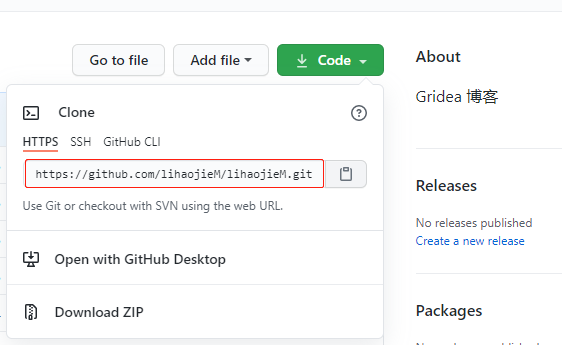 Go to file
Add file
Code
Clone
HTTPS
SSH
GitHub CLI
https://github.com/lihaojieM/lihaojieM.git
Use Git or checkout with SVN using the web URL.
Open with GitHub Desktop
Download ZIP
About
Gridea 博客
Releases
No releases published
Create a new release
Packages